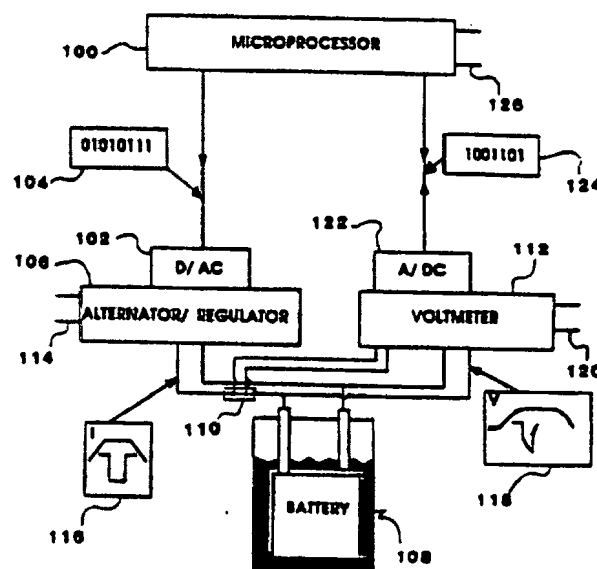 MICROPROCESSOR
100
126
01010111
1001101
104
124
102
122
106
D/AC
A/DC
112
ALTERNATOR/ REGULATOR
VOLTMETER
114
120
110
I
V
BATTERY
116
118
108